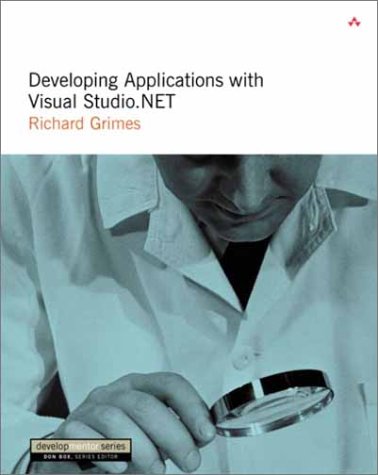 Developing Applications with
Visual Studio.NET
Richard Grimes
developmentor series
DON BOX, SERIES EDITOR